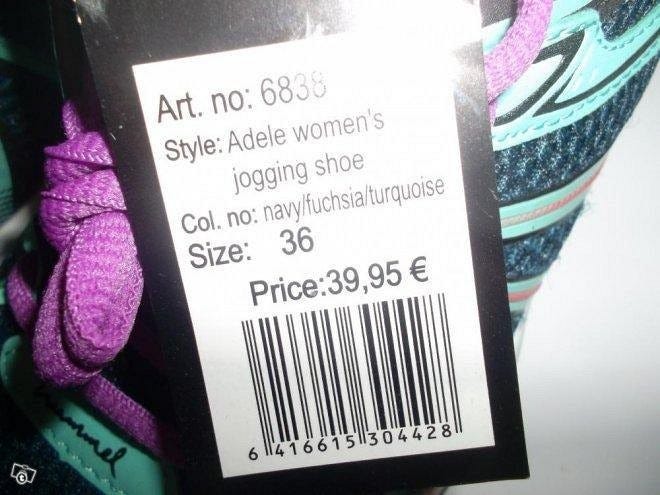 Art. no: 6838
Style: Adele women's
jogging shoe
Col. no: navy/fuchsia/turquoise
Size: 36
Price:39,95 €
6 416615 304428
hummel